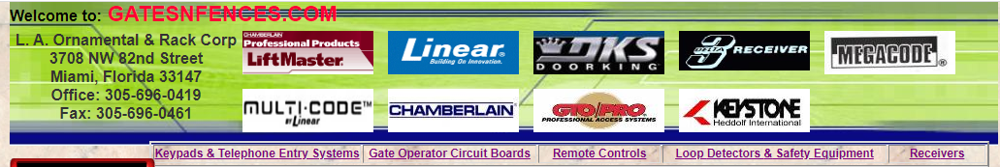 Welcome to: GATESNFENCES.COM
L. A. Ornamental & Rack Corp
3708 NW 82nd Street
Miami, Florida 33147
Office: 305-696-0419
Fax: 305-696-0461
CHAMBERLAIN
Professional Products
LiftMaster
Linear®
Building On Innovation.
DKS
DOORKING
DELTA 3 RECEIVER
MEGACODE®
MULTI-CODE™
BY Linear
CHAMBERLAIN®
GTO/PRO
PROFESSIONAL ACCESS SYSTEMS
KEYSTONE
Heddolf International
Keypads & Telephone Entry Systems Gate Operator Circuit Boards Remote Controls Loop Detectors & Safety Equipment Receivers